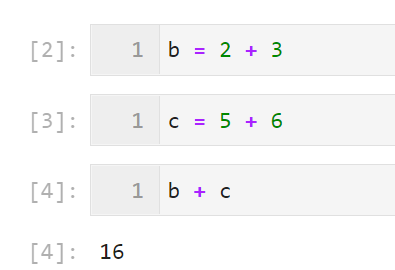 [2]: 1 b = 2 + 3
[3]: 1 c = 5 + 6
[4]: 1 b + c
[4]: 16